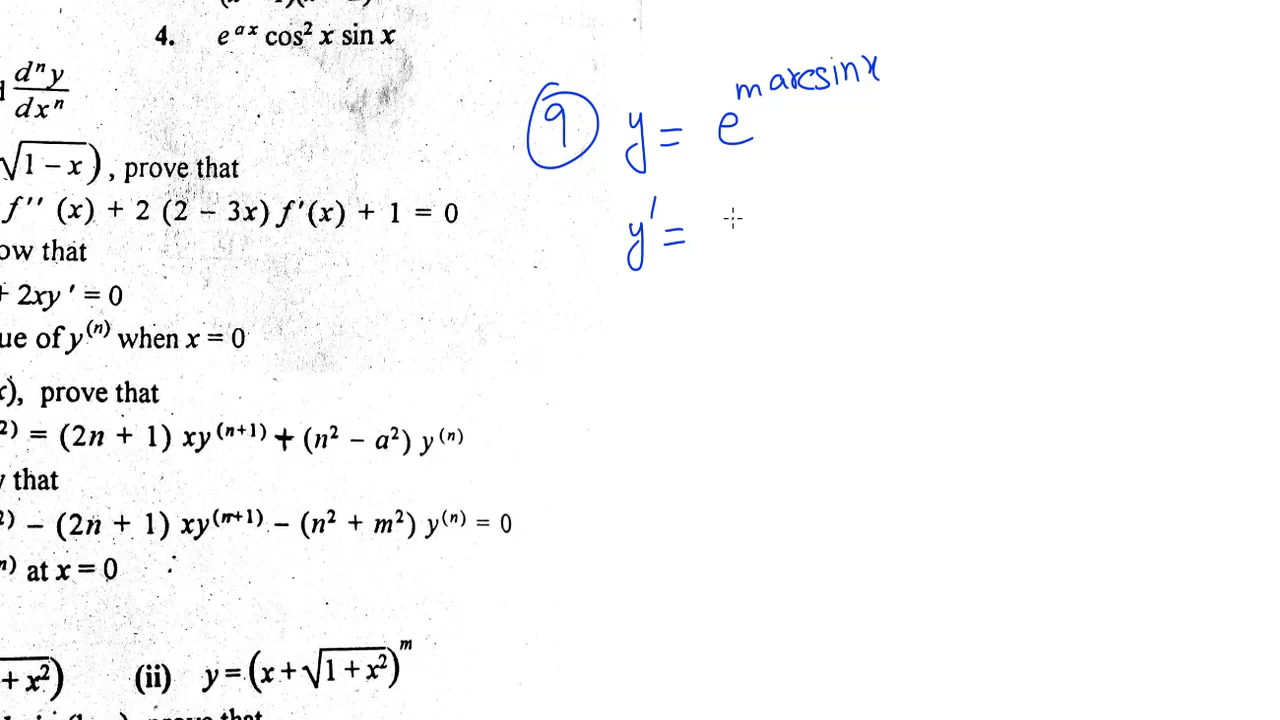 4. e^{ax} cos² x sin x
d^n y / dx^n
√(1 − x)), prove that
f'' (x) + 2 (2 − 3x) f'(x) + 1 = 0
ow that
+ 2xy' = 0
ue of y^(n) when x = 0
), prove that
2) = (2n + 1) xy^(n+1) + (n² − a²) y^(n)
that
2) − (2n + 1) xy^(n+1) − (n² + m²) y^(n) = 0
n) at x = 0
+ x²) (ii) y = (x + √(1 + x²))^m
9 y = e^{m arcsin x}
y' =